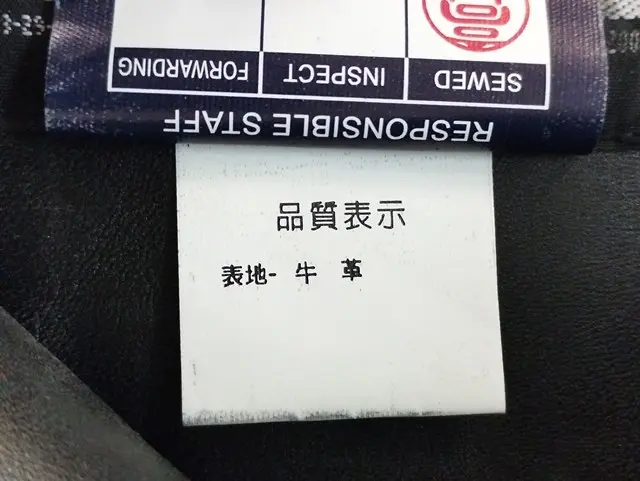 RESPONSIBLE STAFF
SEWED INSPECT FORWARDING
品質表示
表地- 牛 革